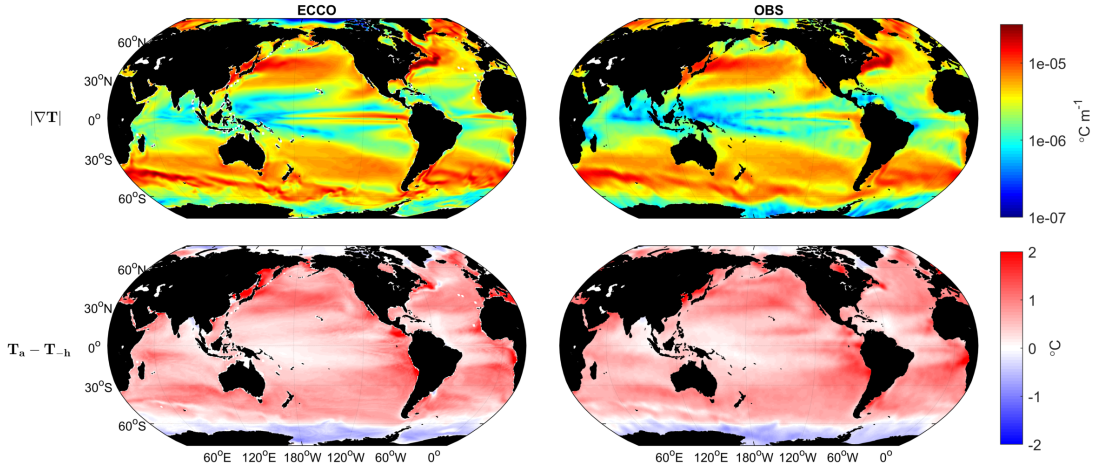 ECCO
OBS
60°N
30°N
0°
30°S
60°S
|∇T|
1e-05
1e-06
1e-07
°C m⁻¹
60°N
30°N
0°
30°S
60°S
Tₐ − T₋ₕ
2
1
0
-1
-2
°C
60°E 120°E 180°W 120°W 60°W 0°
60°E 120°E 180°W 120°W 60°W 0°